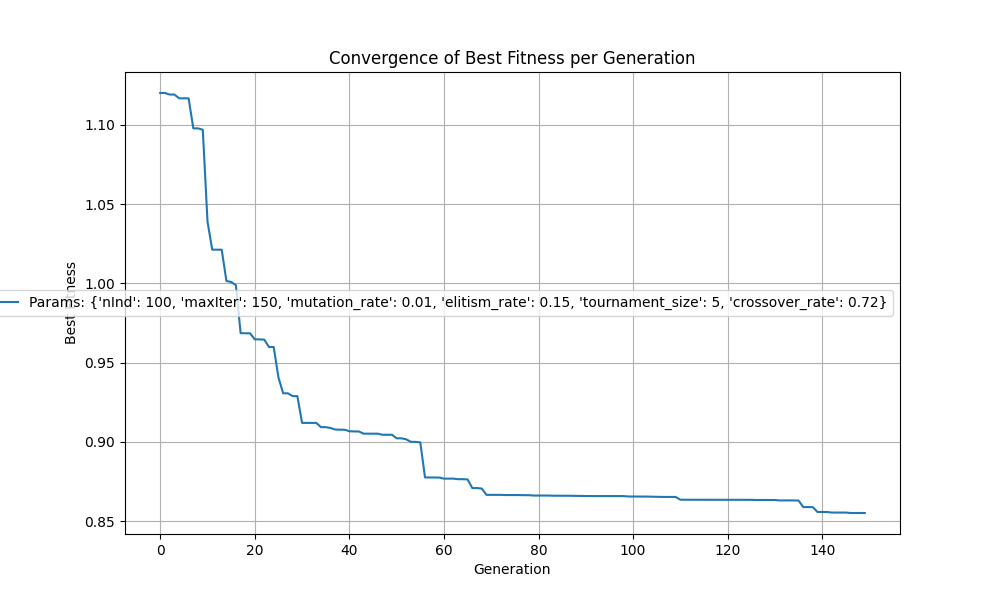 Convergence of Best Fitness per Generation
1.10
1.05
1.00
0.95
0.90
0.85
Best
Params: {'nInd': 100, 'maxIter': 150, 'mutation_rate': 0.01, 'elitism_rate': 0.15, 'tournament_size': 5, 'crossover_rate': 0.72}
0 20 40 60 80 100 120 140
Generation